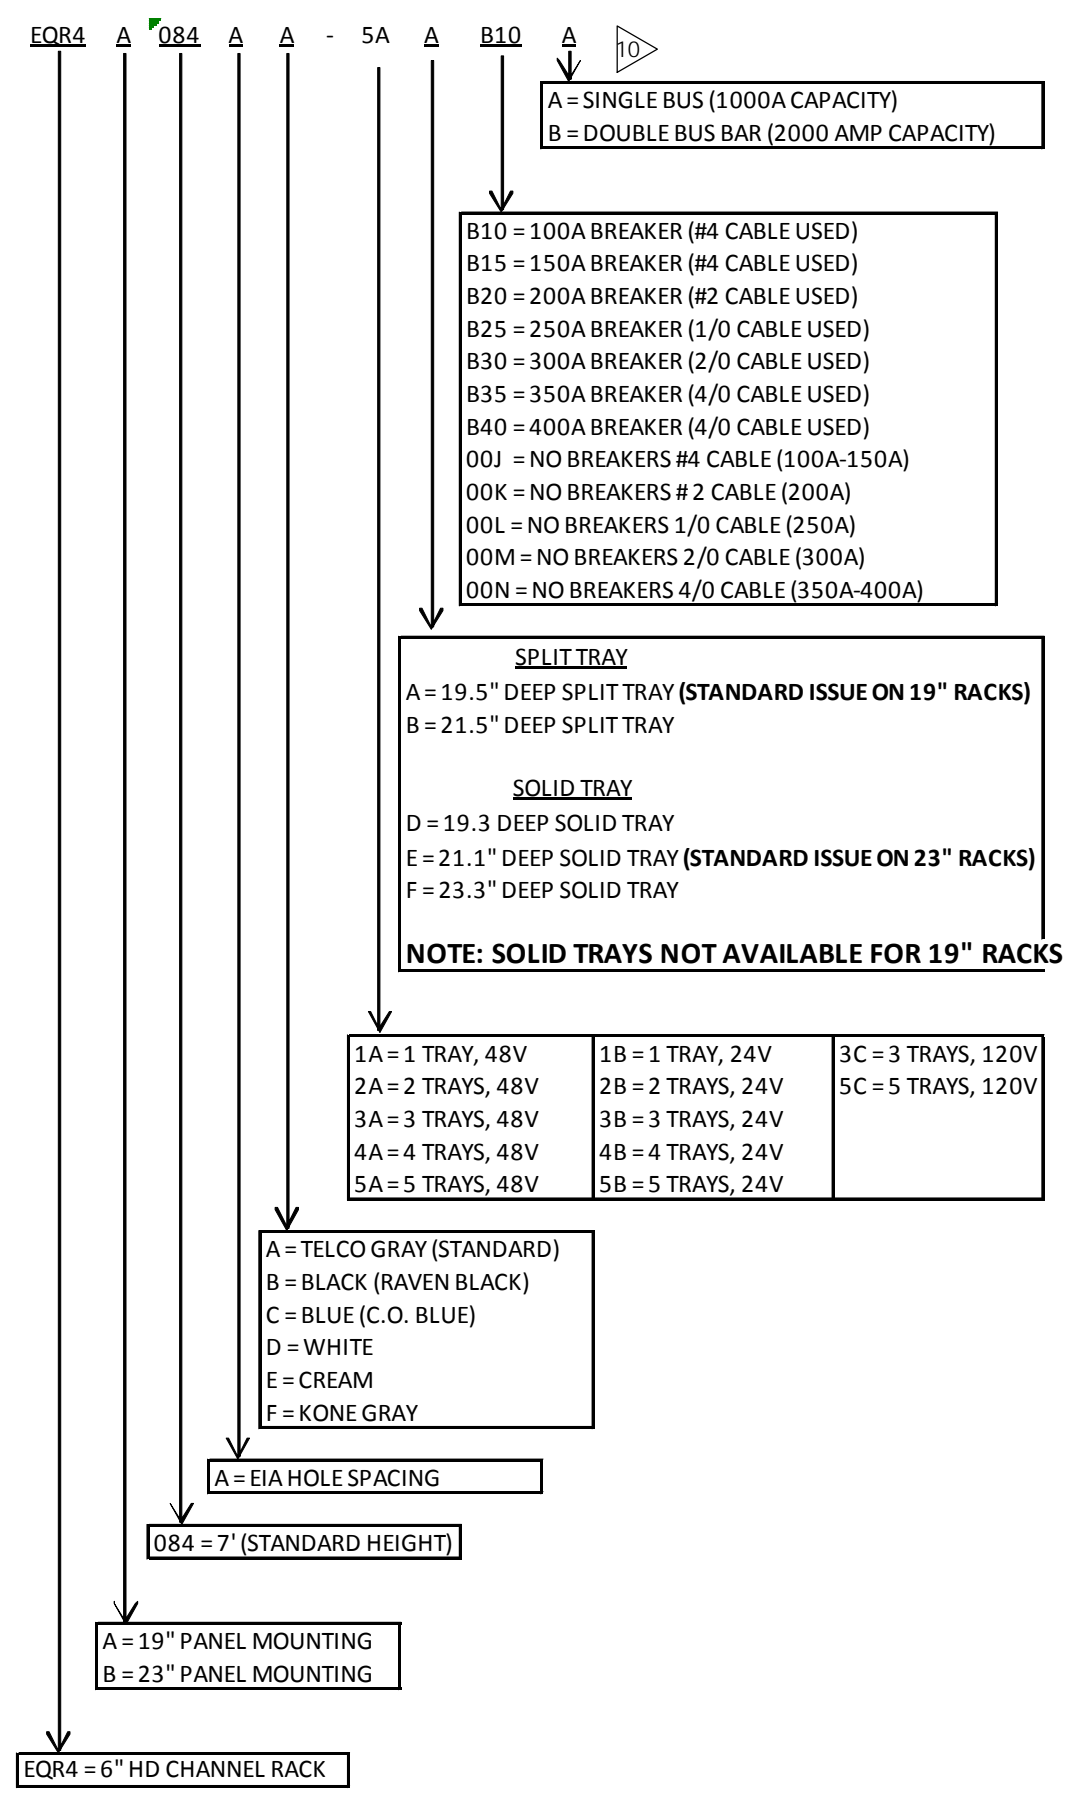 EQR4 A 084 A A - 5A A B10 A 10
A = SINGLE BUS (1000A CAPACITY)
B = DOUBLE BUS BAR (2000 AMP CAPACITY)
B10 = 100A BREAKER (#4 CABLE USED)
B15 = 150A BREAKER (#4 CABLE USED)
B20 = 200A BREAKER (#2 CABLE USED)
B25 = 250A BREAKER (1/0 CABLE USED)
B30 = 300A BREAKER (2/0 CABLE USED)
B35 = 350A BREAKER (4/0 CABLE USED)
B40 = 400A BREAKER (4/0 CABLE USED)
00J = NO BREAKERS #4 CABLE (100A-150A)
00K = NO BREAKERS # 2 CABLE (200A)
00L = NO BREAKERS 1/0 CABLE (250A)
00M = NO BREAKERS 2/0 CABLE (300A)
00N = NO BREAKERS 4/0 CABLE (350A-400A)
SPLIT TRAY
A = 19.5" DEEP SPLIT TRAY (STANDARD ISSUE ON 19" RACKS)
B = 21.5" DEEP SPLIT TRAY
SOLID TRAY
D = 19.3 DEEP SOLID TRAY
E = 21.1" DEEP SOLID TRAY (STANDARD ISSUE ON 23" RACKS)
F = 23.3" DEEP SOLID TRAY
NOTE: SOLID TRAYS NOT AVAILABLE FOR 19" RACKS
1A = 1 TRAY, 48V 1B = 1 TRAY, 24V 3C = 3 TRAYS, 120V
2A = 2 TRAYS, 48V 2B = 2 TRAYS, 24V 5C = 5 TRAYS, 120V
3A = 3 TRAYS, 48V 3B = 3 TRAYS, 24V
4A = 4 TRAYS, 48V 4B = 4 TRAYS, 24V
5A = 5 TRAYS, 48V 5B = 5 TRAYS, 24V
A = TELCO GRAY (STANDARD)
B = BLACK (RAVEN BLACK)
C = BLUE (C.O. BLUE)
D = WHITE
E = CREAM
F = KONE GRAY
A = EIA HOLE SPACING
084 = 7' (STANDARD HEIGHT)
A = 19" PANEL MOUNTING
B = 23" PANEL MOUNTING
EQR4 = 6" HD CHANNEL RACK